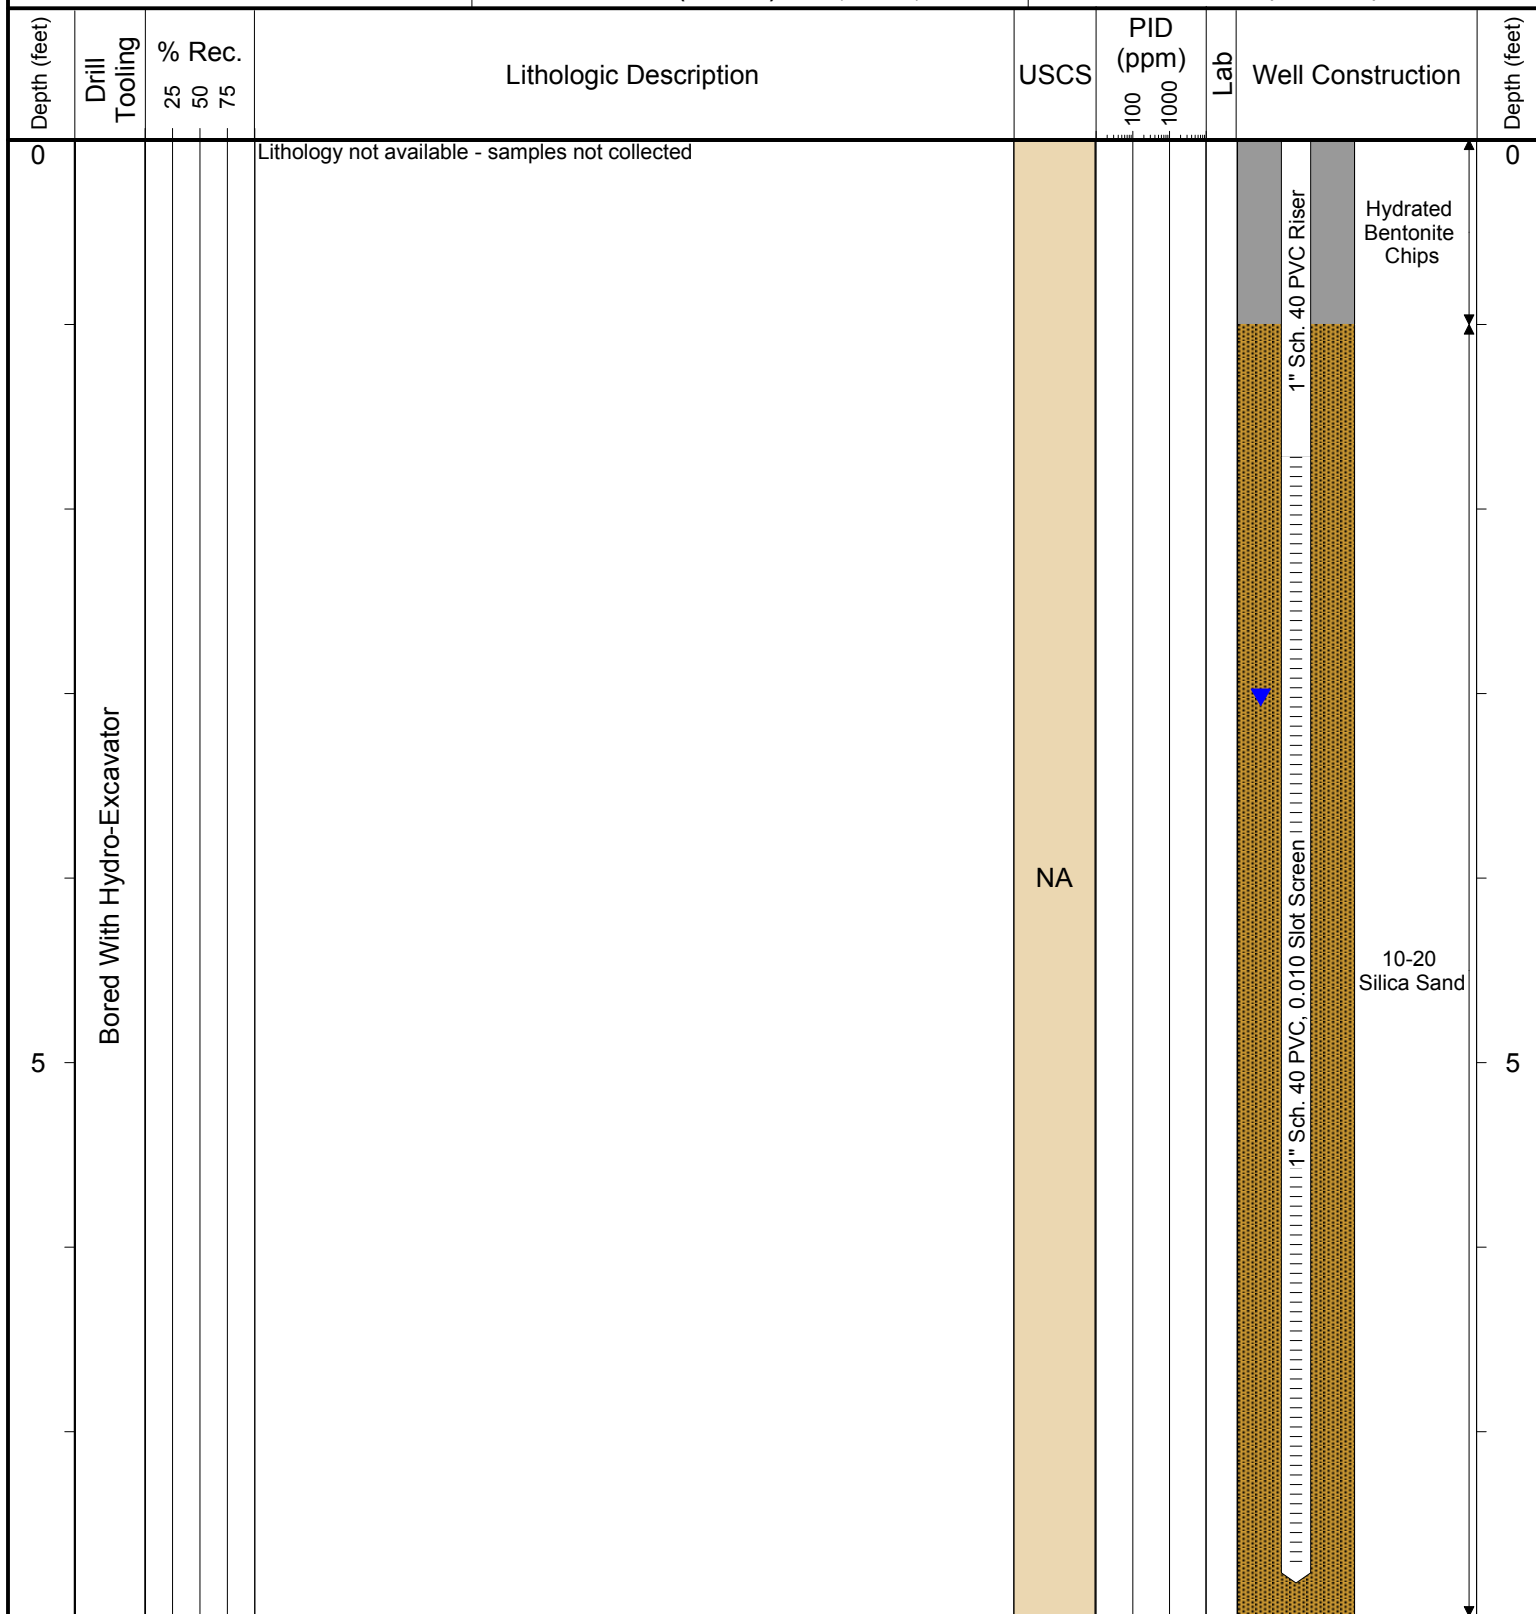 Depth (feet)
Drill
Tooling
% Rec.
25
50
75
Lithologic Description
USCS
PID
(ppm)
100
1000
Lab
Well Construction
Depth (feet)
0
Lithology not available - samples not collected
0
1" Sch. 40 PVC Riser
Hydrated
Bentonite
Chips
Bored With Hydro-Excavator
NA
1" Sch. 40 PVC, 0.010 Slot Screen
10-20
Silica Sand
5
5